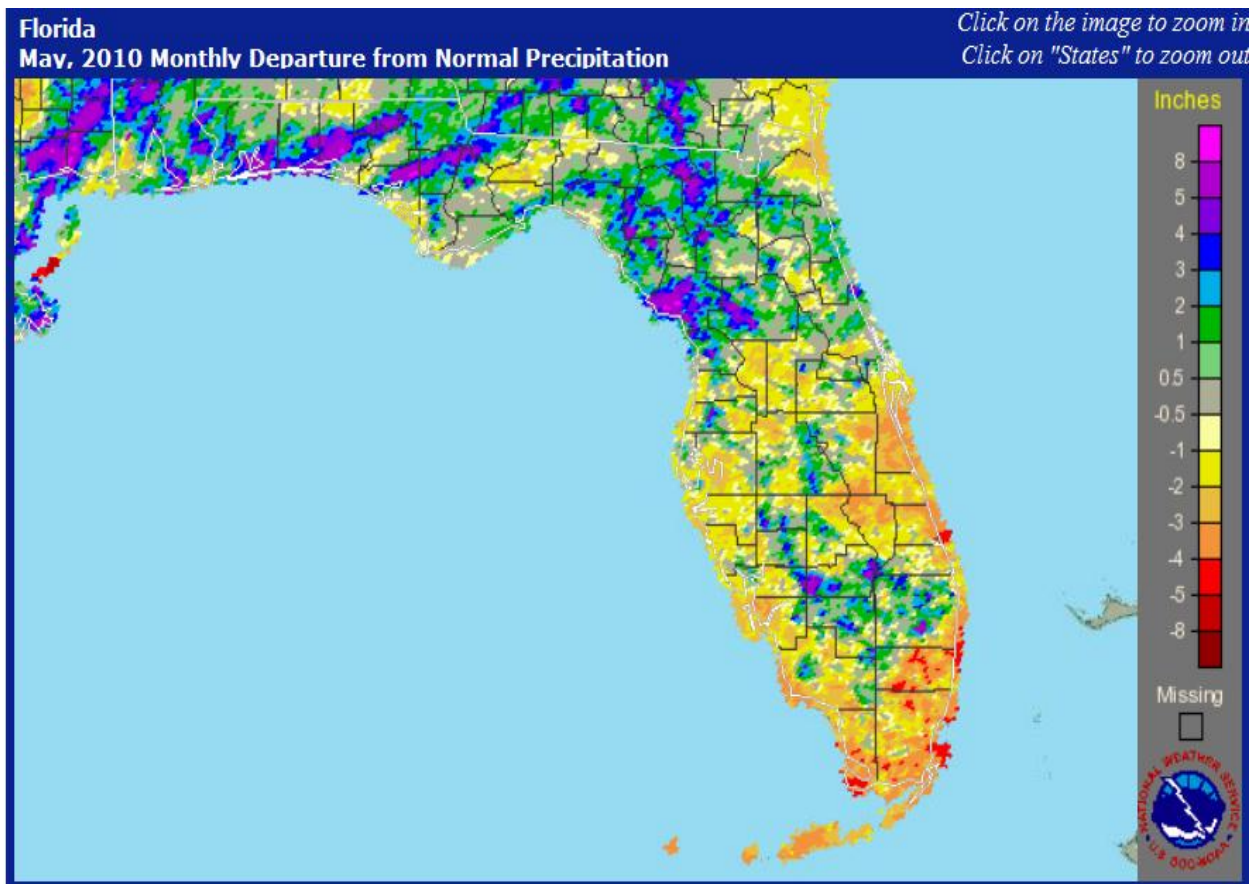 Florida
May, 2010 Monthly Departure from Normal Precipitation
Click on the image to zoom in
Click on "States" to zoom out
Inches
8
5
4
3
2
1
0.5
-0.5
-1
-2
-3
-4
-5
-8
Missing
NATIONAL WEATHER SERVICE
U.S DOC-NOAA